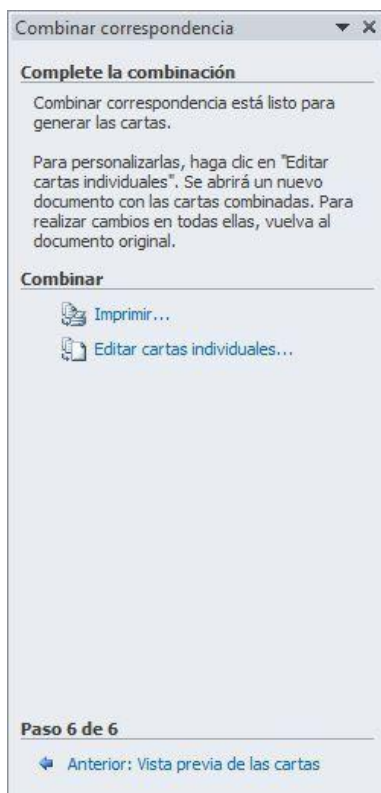 Combinar correspondencia
Complete la combinación
Combinar correspondencia está listo para
generar las cartas.
Para personalizarlas, haga clic en "Editar
cartas individuales". Se abrirá un nuevo
documento con las cartas combinadas. Para
realizar cambios en todas ellas, vuelva al
documento original.
Combinar
Imprimir...
Editar cartas individuales...
Paso 6 de 6
Anterior: Vista previa de las cartas